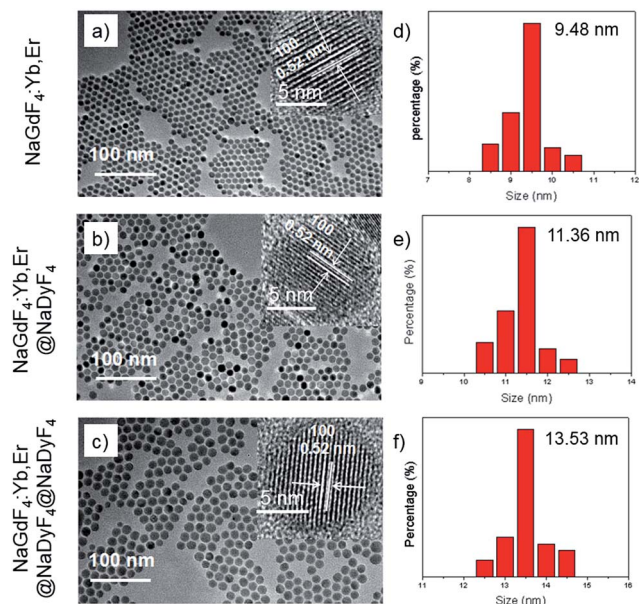 NaGdF4:Yb,Er
a)
100
0.52 nm
5 nm
100 nm
d)
9.48 nm
percentage (%)
7 8 9 10 11 12
Size (nm)
NaGdF4:Yb,Er
@NaDyF4
b)
100
0.52 nm
5 nm
100 nm
e)
11.36 nm
Percentage (%)
9 10 11 12 13 14
Size (nm)
NaGdF4:Yb,Er
@NaDyF4@NaDyF4
c)
100
0.52 nm
5 nm
100 nm
f)
13.53 nm
Percentage (%)
11 12 13 14 15 16
Size (nm)